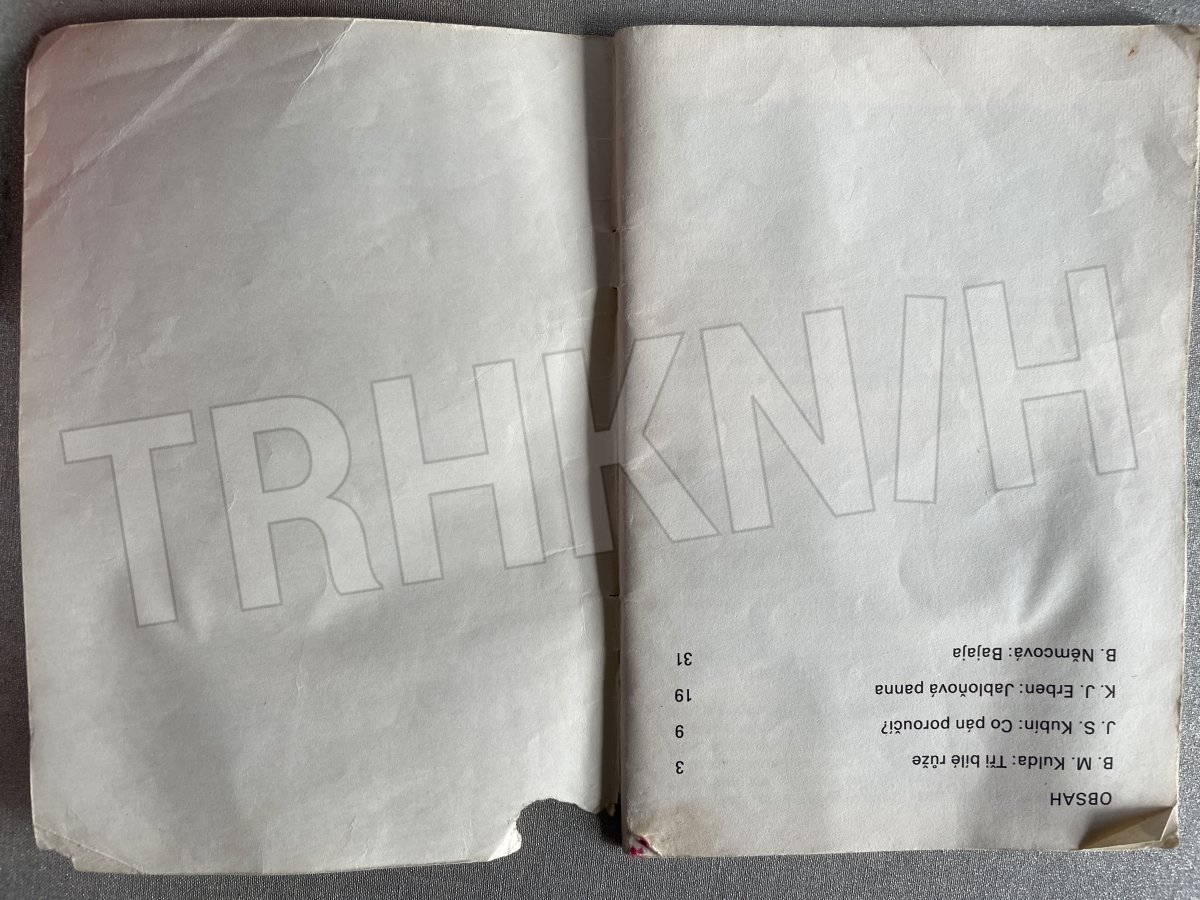 OBSAH
B. M. Kulda: Tři bílé růže 3
J. S. Kubín: Co pán poroučí? 9
K. J. Erben: Jabloňová panna 19
B. Němcová: Bajaja 31
TRHKNIH